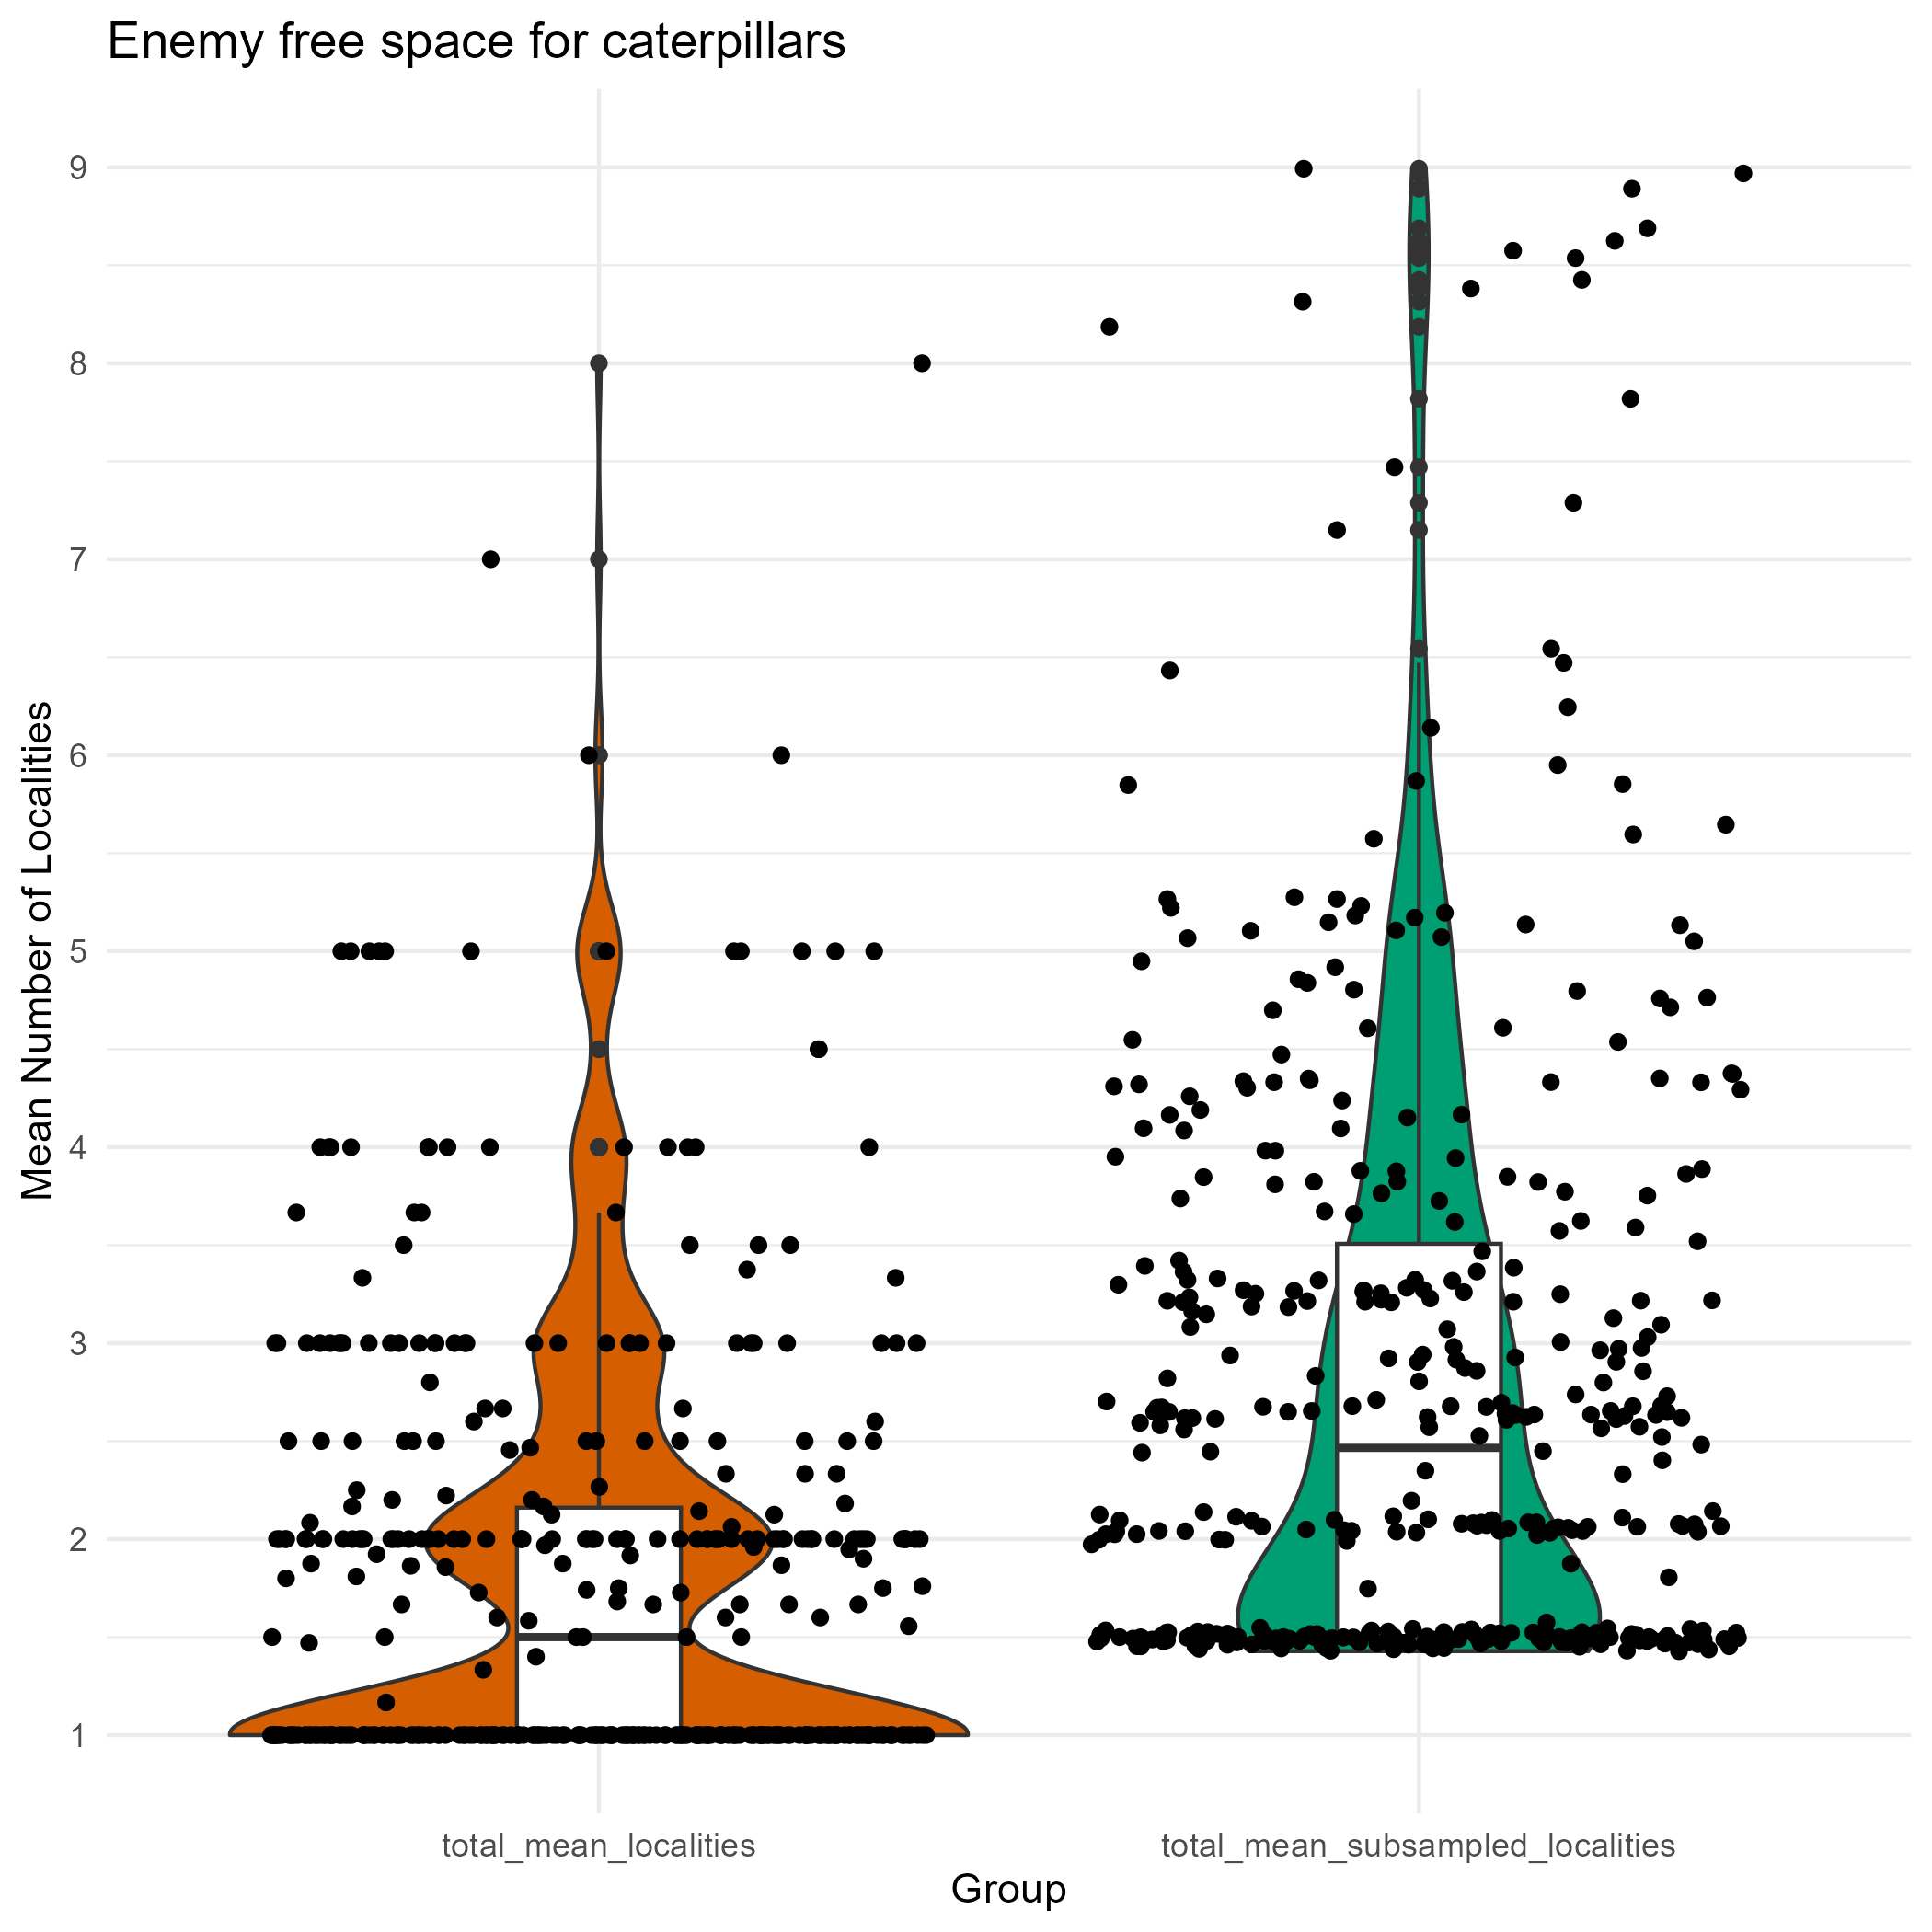 Enemy free space for caterpillars
Mean Number of Localities
9
8
7
6
5
4
3
2
1
total_mean_localities
total_mean_subsampled_localities
Group